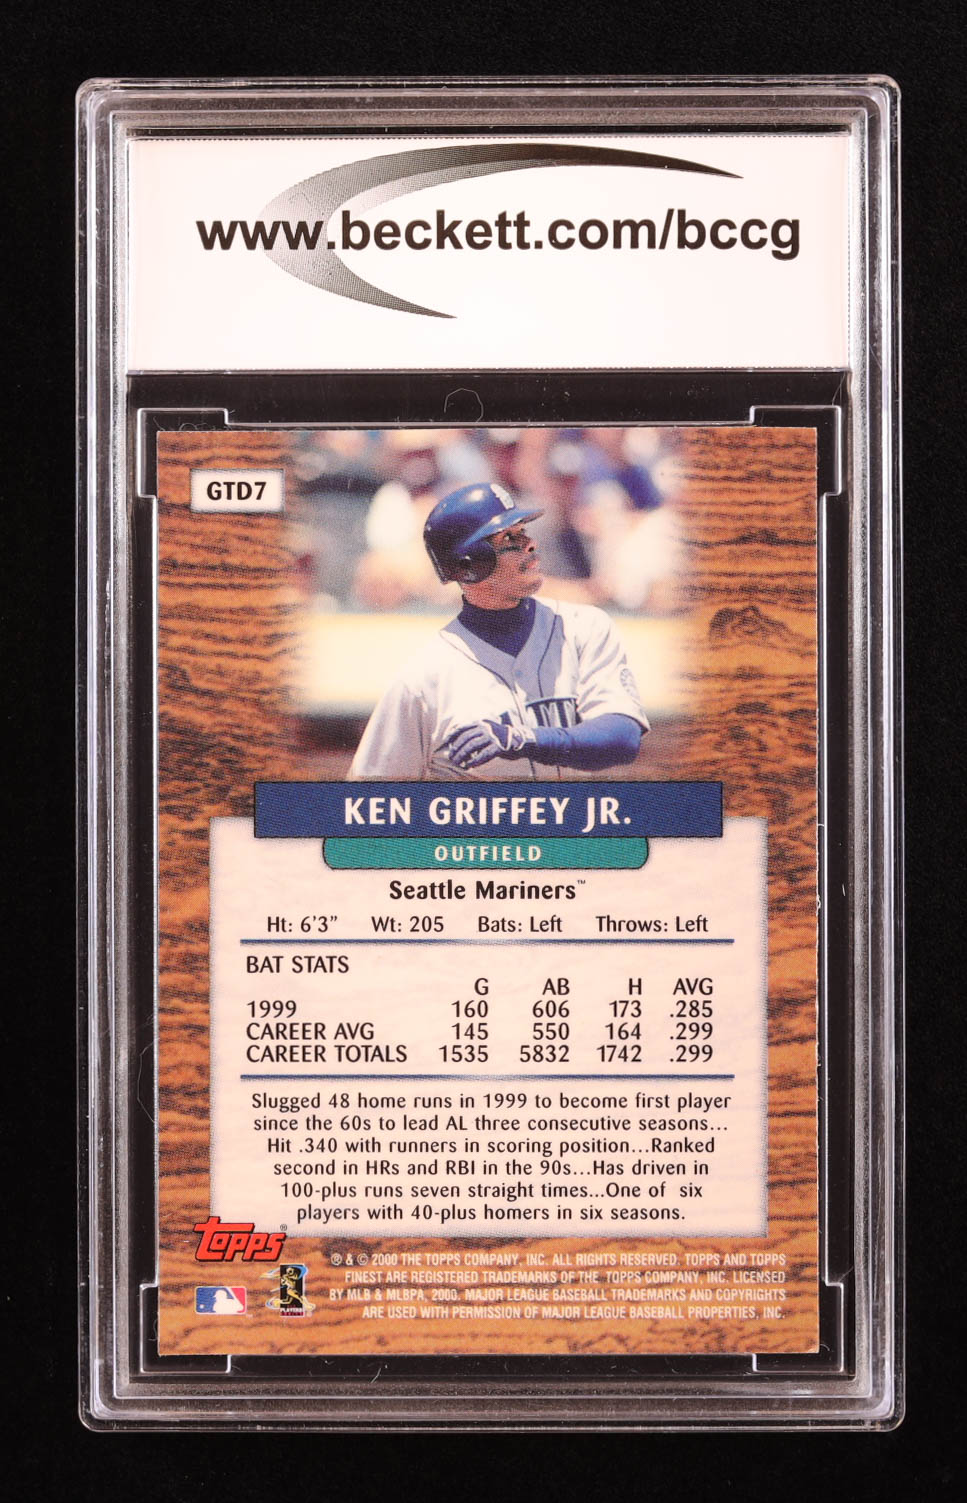 www.beckett.com/bccg
GTD7
KEN GRIFFEY JR.
OUTFIELD
Seattle Mariners™
Ht: 6'3" Wt: 205 Bats: Left Throws: Left
BAT STATS
G AB H AVG
1999 160 606 173 .285
CAREER AVG 145 550 164 .299
CAREER TOTALS 1535 5832 1742 .299
Slugged 48 home runs in 1999 to become first player
since the 60s to lead AL three consecutive seasons...
Hit .340 with runners in scoring position...Ranked
second in HRs and RBI in the 90s...Has driven in
100-plus runs seven straight times...One of six
players with 40-plus homers in six seasons.
Topps®
® & © 2000 THE TOPPS COMPANY, INC. ALL RIGHTS RESERVED. TOPPS AND TOPPS
FINEST ARE REGISTERED TRADEMARKS OF THE TOPPS COMPANY, INC. LICENSED
BY MLB & MLBPA, 2000. MAJOR LEAGUE BASEBALL TRADEMARKS AND COPYRIGHTS
ARE USED WITH PERMISSION OF MAJOR LEAGUE BASEBALL PROPERTIES, INC.